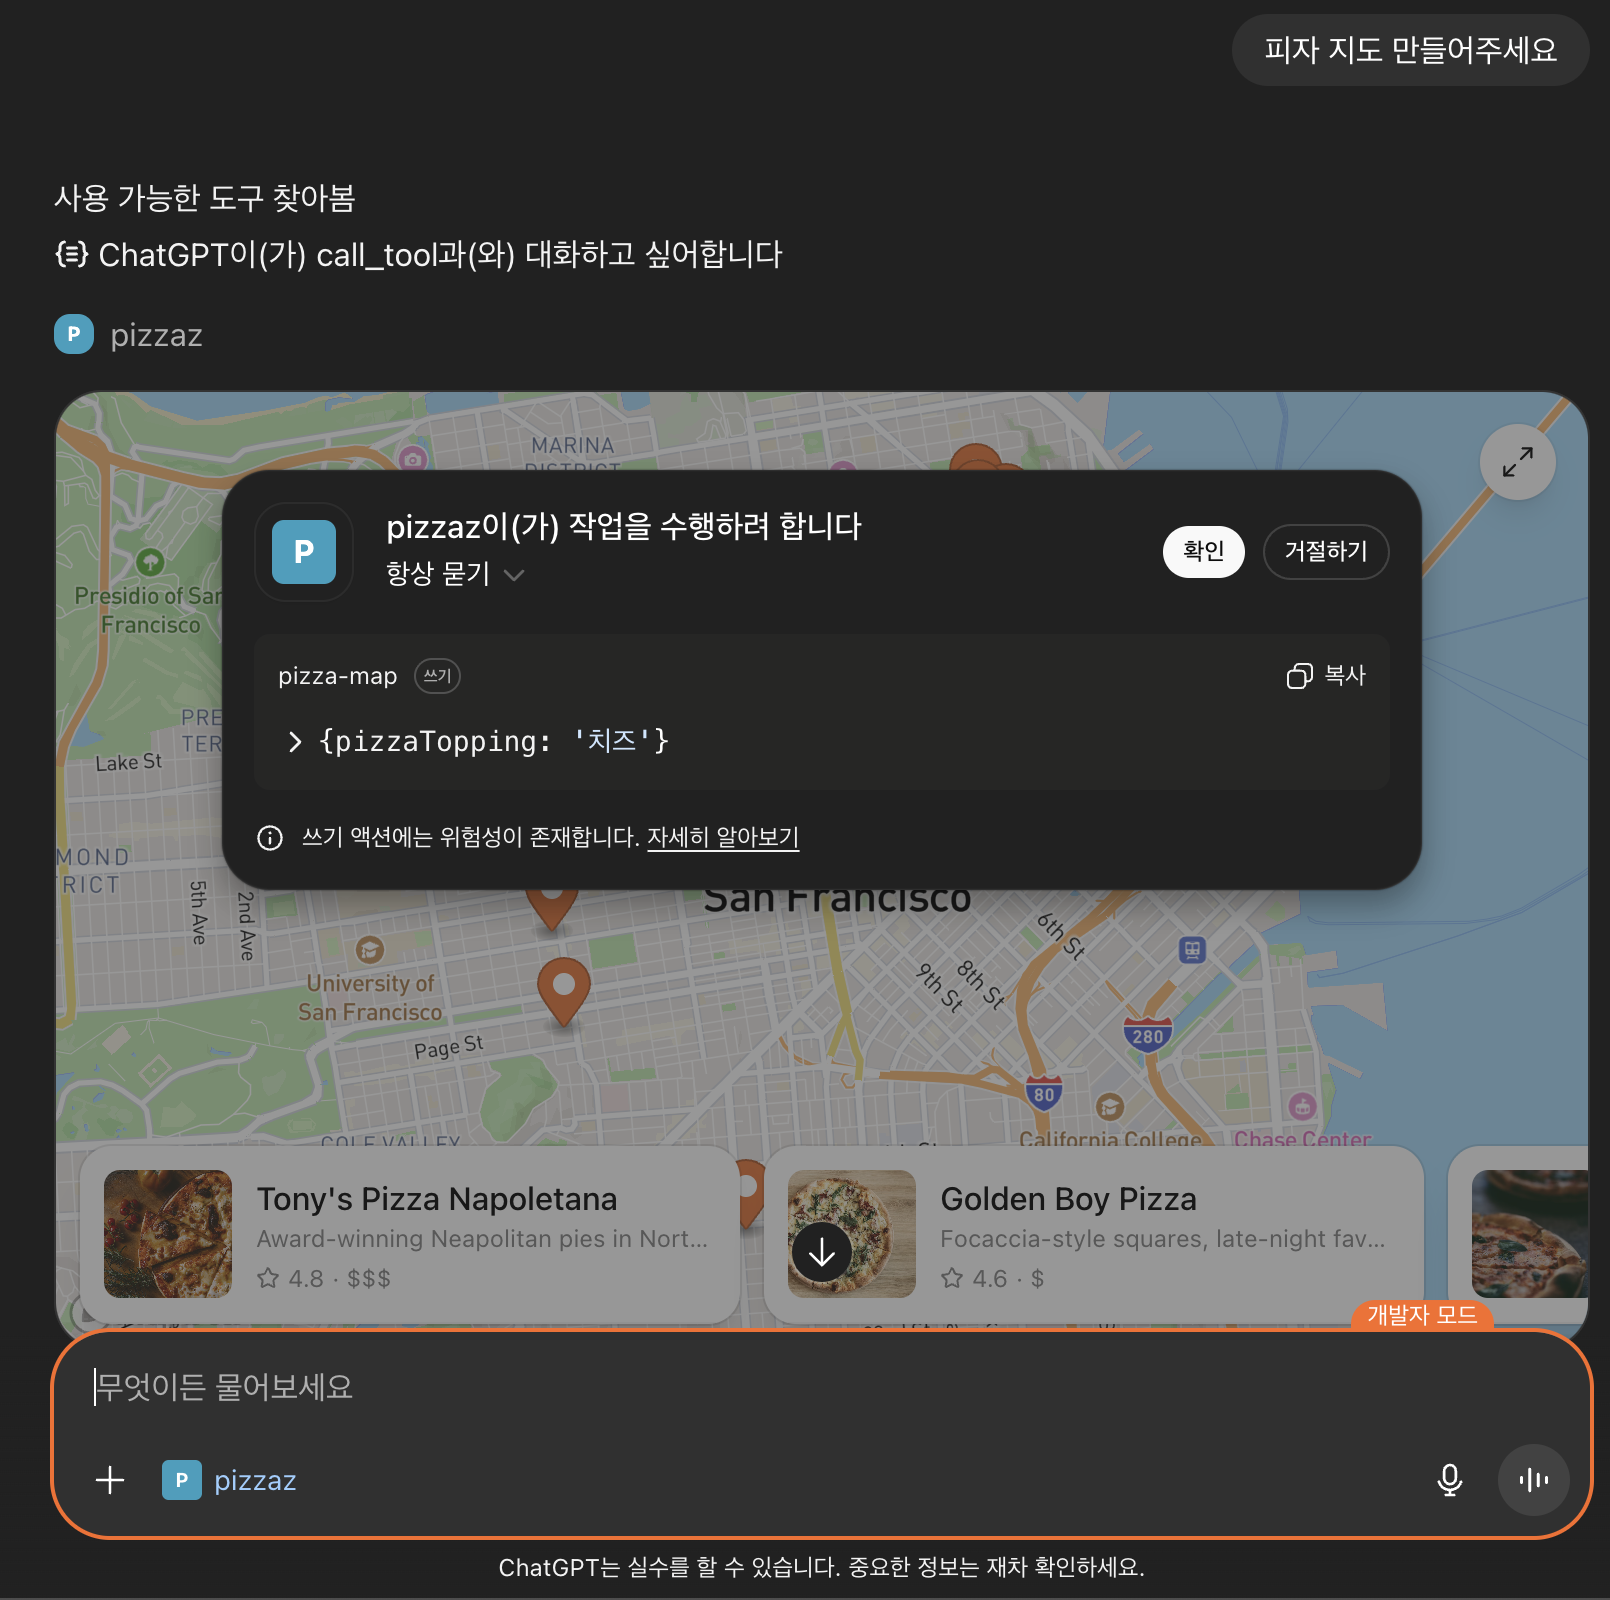 피자 지도 만들어주세요
사용 가능한 도구 찾아봄
ChatGPT이(가) call_tool과(와) 대화하고 싶어합니다
P pizzaz
MARINA
DISTRICT
pizzaz이(가) 작업을 수행하려 합니다
P
항상 묻기
확인
거절하기
Presidio of San
Francisco
pizza-map
쓰기
복사
PRE
TER
{pizzaTopping: '치즈'}
Lake St
쓰기 액션에는 위험성이 존재합니다. 자세히 알아보기
MOND
TRICT
5th Ave
2nd Ave
San Francisco
6th St
8th St
9th St
University of
San Francisco
Page St
280
80
COLE VALLEY
California College
Chase Center
Tony's Pizza Napoletana
Award-winning Neapolitan pies in Nort...
4.8 · $$$
Golden Boy Pizza
Focaccia-style squares, late-night fav...
4.6 · $
개발자 모드
무엇이든 물어보세요
P pizzaz
ChatGPT는 실수를 할 수 있습니다. 중요한 정보는 재차 확인하세요.